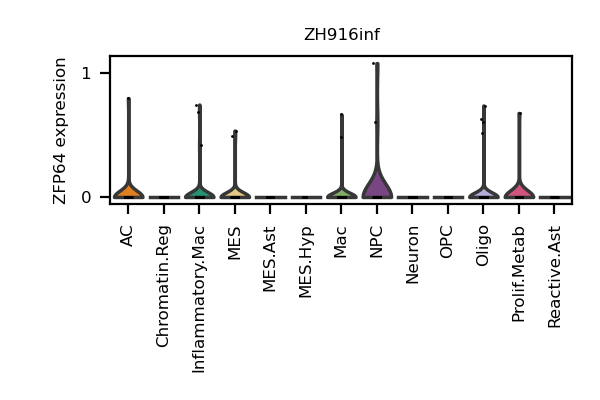 ZH916inf
ZFP64 expression
1
0
AC
Chromatin.Reg
Inflammatory.Mac
MES
MES.Ast
MES.Hyp
Mac
NPC
Neuron
OPC
Oligo
Prolif.Metab
Reactive.Ast